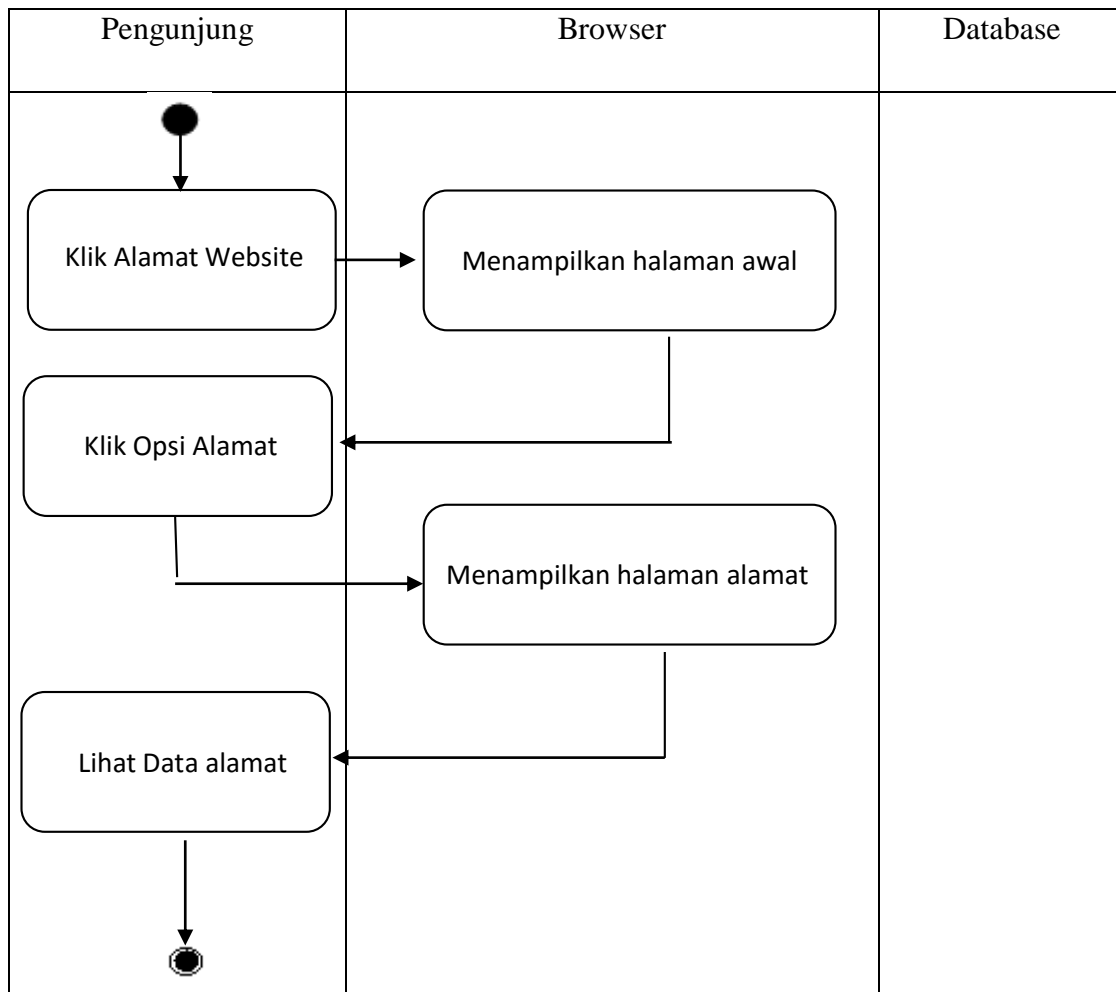 Pengunjung
Browser
Database
Klik Alamat Website
Menampilkan halaman awal
Klik Opsi Alamat
Menampilkan halaman alamat
Lihat Data alamat